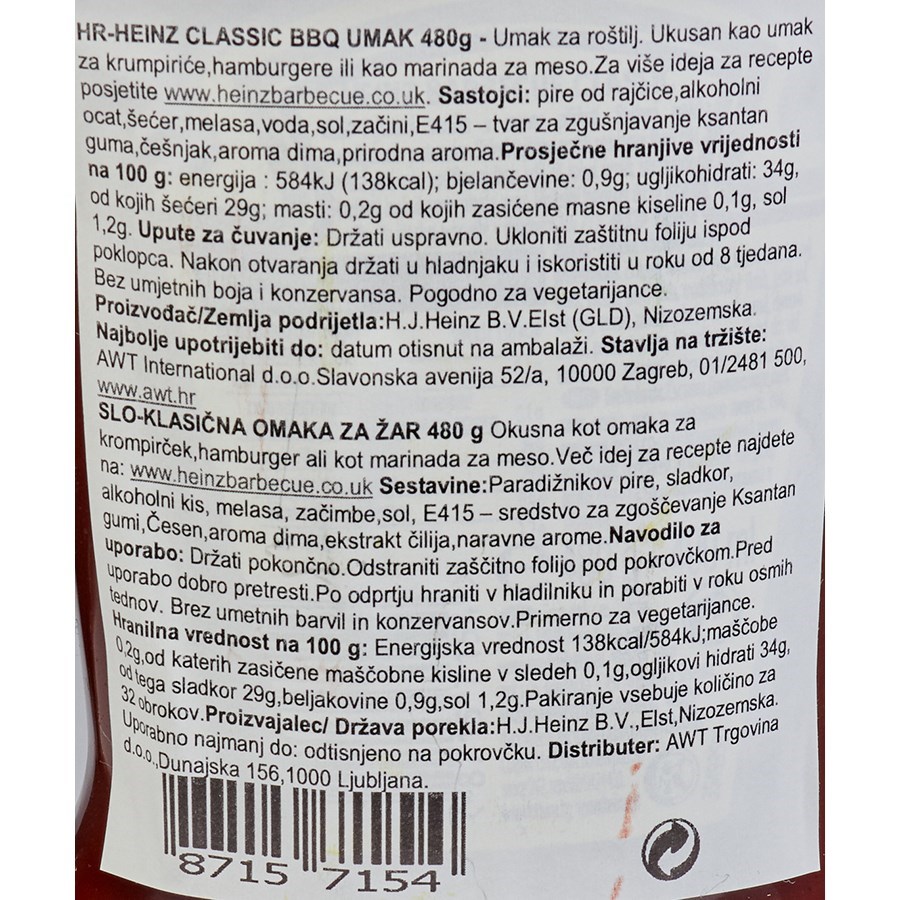 HR-HEINZ CLASSIC BBQ UMAK 480g - Umak za roštilj. Ukusan kao umak
za krumpiriće,hamburgere ili kao marinada za meso.Za više ideja za recepte
posjetite www.heinzbarbecue.co.uk. Sastojci: pire od rajčice,alkoholni
ocat,šećer,melasa,voda,sol,začini,E415 – tvar za zgušnjavanje ksantan
guma,češnjak,aroma dima,prirodna aroma.Prosječne hranjive vrijednosti
na 100 g: energija : 584kJ (138kcal); bjelančevine: 0,9g; ugljikohidrati: 34g,
od kojih šećeri 29g; masti: 0,2g od kojih zasićene masne kiseline 0,1g, sol
1,2g. Upute za čuvanje: Držati uspravno. Ukloniti zaštitnu foliju ispod
poklopca. Nakon otvaranja držati u hladnjaku i iskoristiti u roku od 8 tjedana.
Bez umjetnih boja i konzervansa. Pogodno za vegetarijance.
Proizvođač/Zemlja podrijetla:H.J.Heinz B.V.Elst (GLD), Nizozemska.
Najbolje upotrijebiti do: datum otisnut na ambalaži. Stavlja na tržište:
AWT International d.o.o.Slavonska avenija 52/a, 10000 Zagreb, 01/2481 500,
www.awt.hr
SLO-KLASIČNA OMAKA ZA ŽAR 480 g Okusna kot omaka za
krompirček,hamburger ali kot marinada za meso.Več idej za recepte najdete
na: www.heinzbarbecue.co.uk Sestavine:Paradižnikov pire, sladkor,
alkoholni kis, melasa, začimbe,sol, E415 – sredstvo za zgoščevanje Ksantan
gumi,Česen,aroma dima,ekstrakt čilija,naravne arome.Navodilo za
uporabo: Držati pokončno.Odstraniti zaščitno folijo pod pokrovčkom.Pred
uporabo dobro pretresti.Po odprtju hraniti v hladilniku in porabiti v roku osmih
tednov. Brez umetnih barvil in konzervansov.Primerno za vegetarijance.
Hranilna vrednost na 100 g: Energijska vrednost 138kcal/584kJ;maščobe
0,2g,od katerih zasičene maščobne kisline v sledeh 0,1g,ogljikovi hidrati 34g,
od tega sladkor 29g,beljakovine 0,9g,sol 1,2g.Pakiranje vsebuje količino za
32 obrokov.Proizvajalec/ Država porekla:H.J.Heinz B.V.,Elst,Nizozemska.
Uporabno najmanj do: odtisnjeno na pokrovčku. Distributer: AWT Trgovina
d.o.o.,Dunajska 156,1000 Ljubljana.
8715 7154